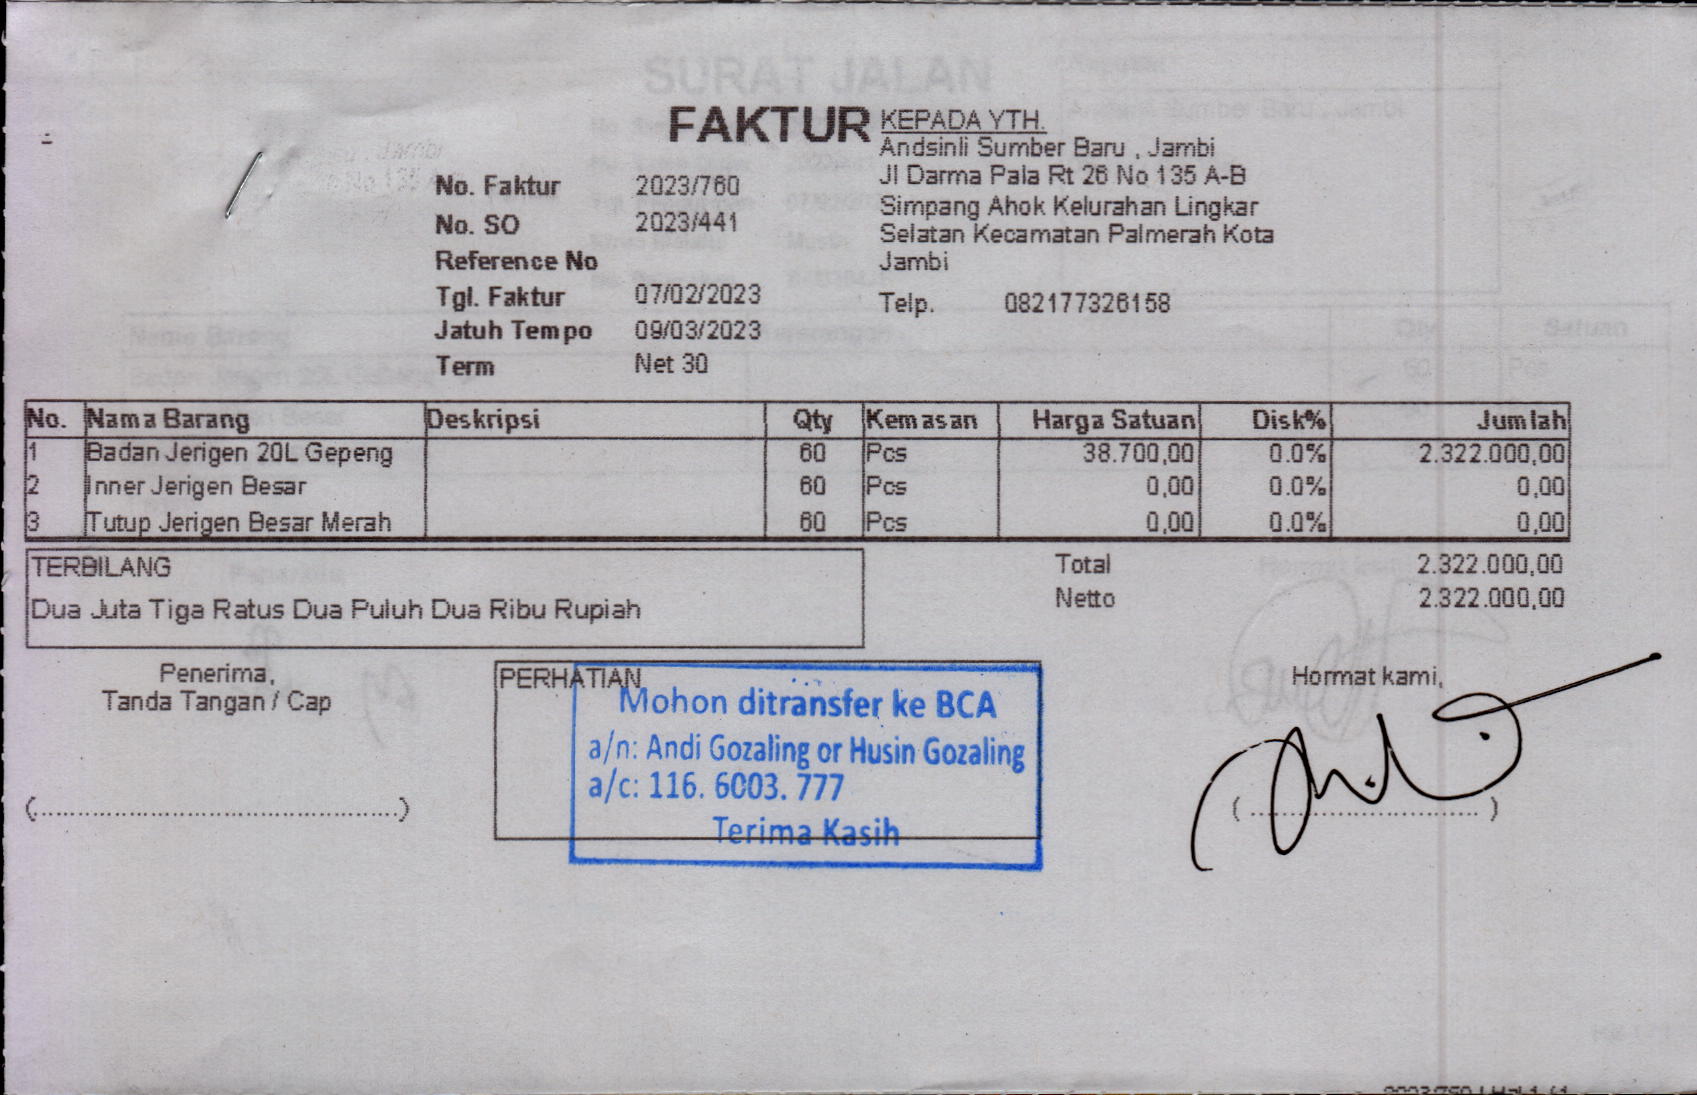 FAKTUR
KEPADA YTH.
Andsinli Sumber Baru , Jambi
Jl Darma Pala Rt 26 No 135 A-B
Simpang Ahok Kelurahan Lingkar
Selatan Kecamatan Palmerah Kota
Jambi
Telp. 082177326158
No. Faktur 2023/760
No. SO 2023/441
Reference No
Tgl. Faktur 07/02/2023
Jatuh Tempo 09/03/2023
Term Net 30
No. Nama Barang Deskripsi Qty Kemasan Harga Satuan Disk% Jumlah
1 Badan Jerigen 20L Gepeng 60 Pcs 38.700,00 0.0% 2.322.000,00
2 Inner Jerigen Besar 60 Pcs 0,00 0.0% 0,00
3 Tutup Jerigen Besar Merah 60 Pcs 0,00 0.0% 0,00
TERBILANG
Dua Juta Tiga Ratus Dua Puluh Dua Ribu Rupiah
Total 2.322.000,00
Netto 2.322.000,00
Penerima,
Tanda Tangan / Cap
(................................................)
PERHATIAN
Mohon ditransfer ke BCA
a/n: Andi Gozaling or Husin Gozaling
a/c: 116. 6003. 777
Terima Kasih
Hormat kami,
(..............................)
SURAT JALAN